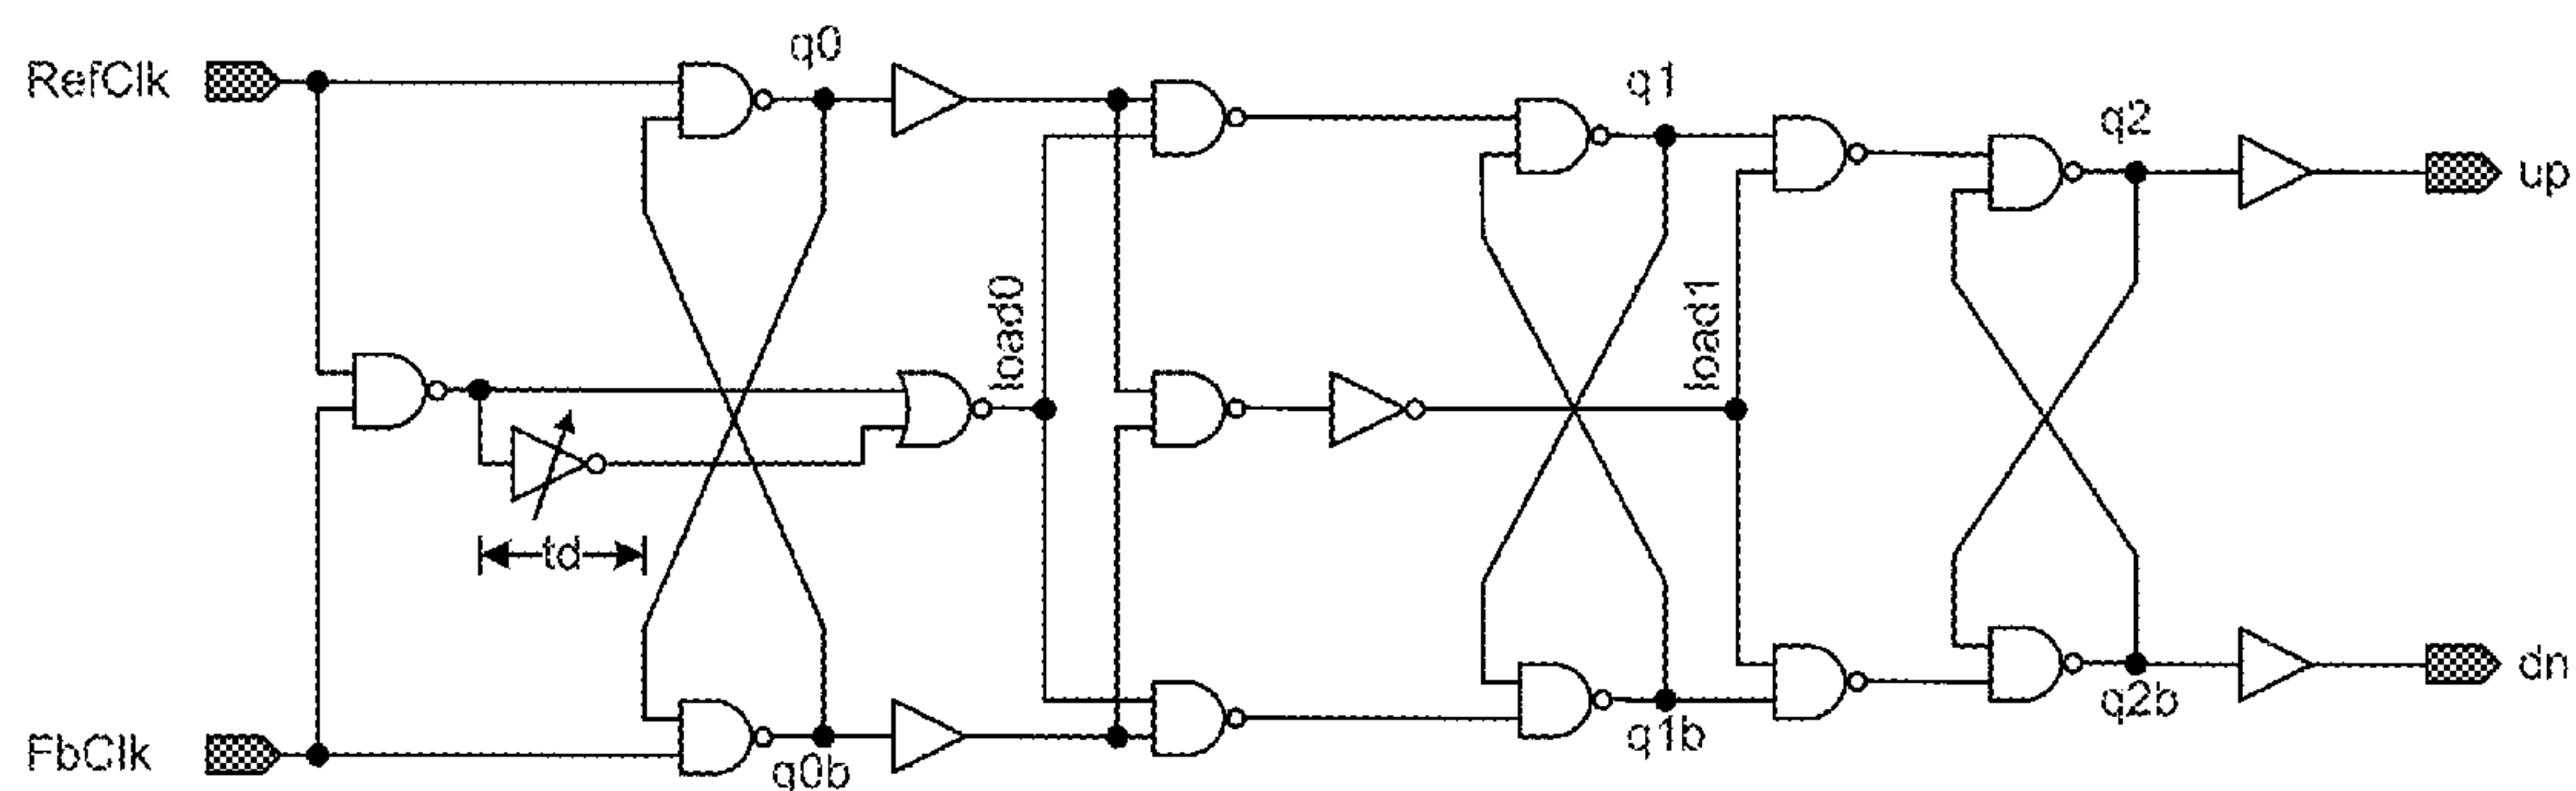 RefClk
q0
q1
q2
up
load0
load1
td
FbClk
q0b
q1b
q2b
dn